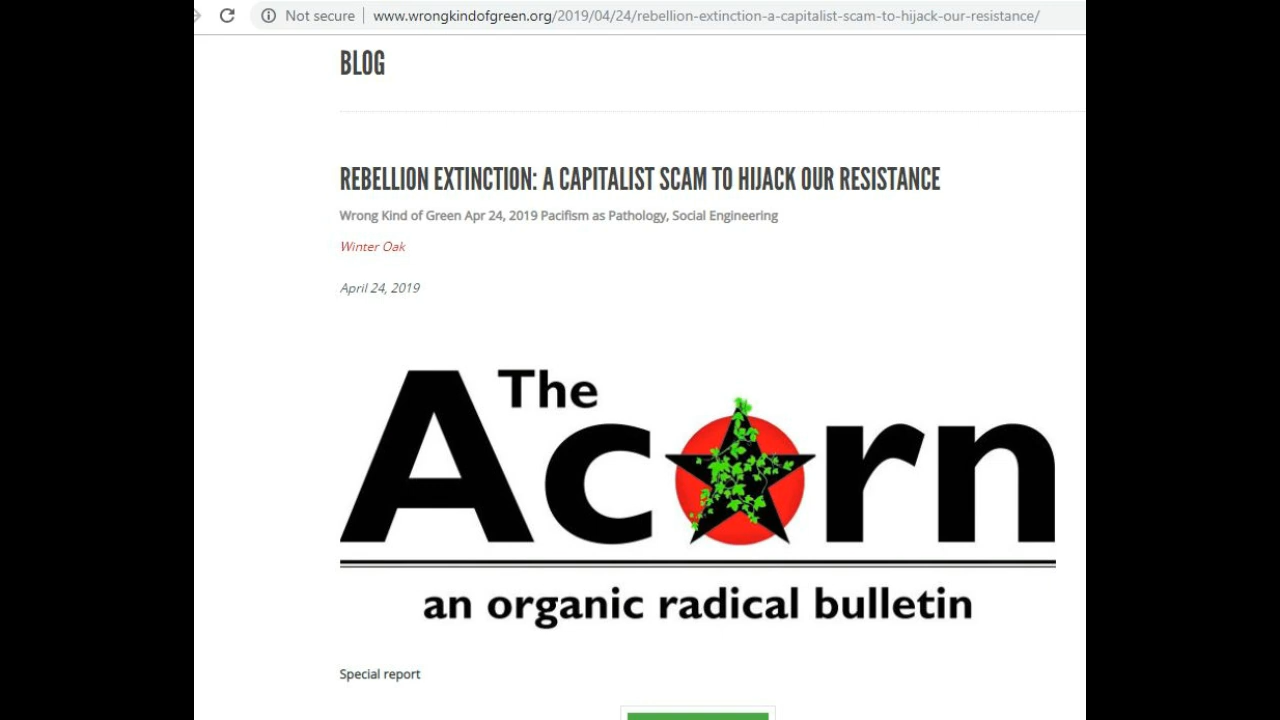 Not secure | www.wrongkindofgreen.org/2019/04/24/rebellion-extinction-a-capitalist-scam-to-hijack-our-resistance/
BLOG
REBELLION EXTINCTION: A CAPITALIST SCAM TO HIJACK OUR RESISTANCE
Wrong Kind of Green Apr 24, 2019 Pacifism as Pathology, Social Engineering
Winter Oak
April 24, 2019
The
Acorn
an organic radical bulletin
Special report